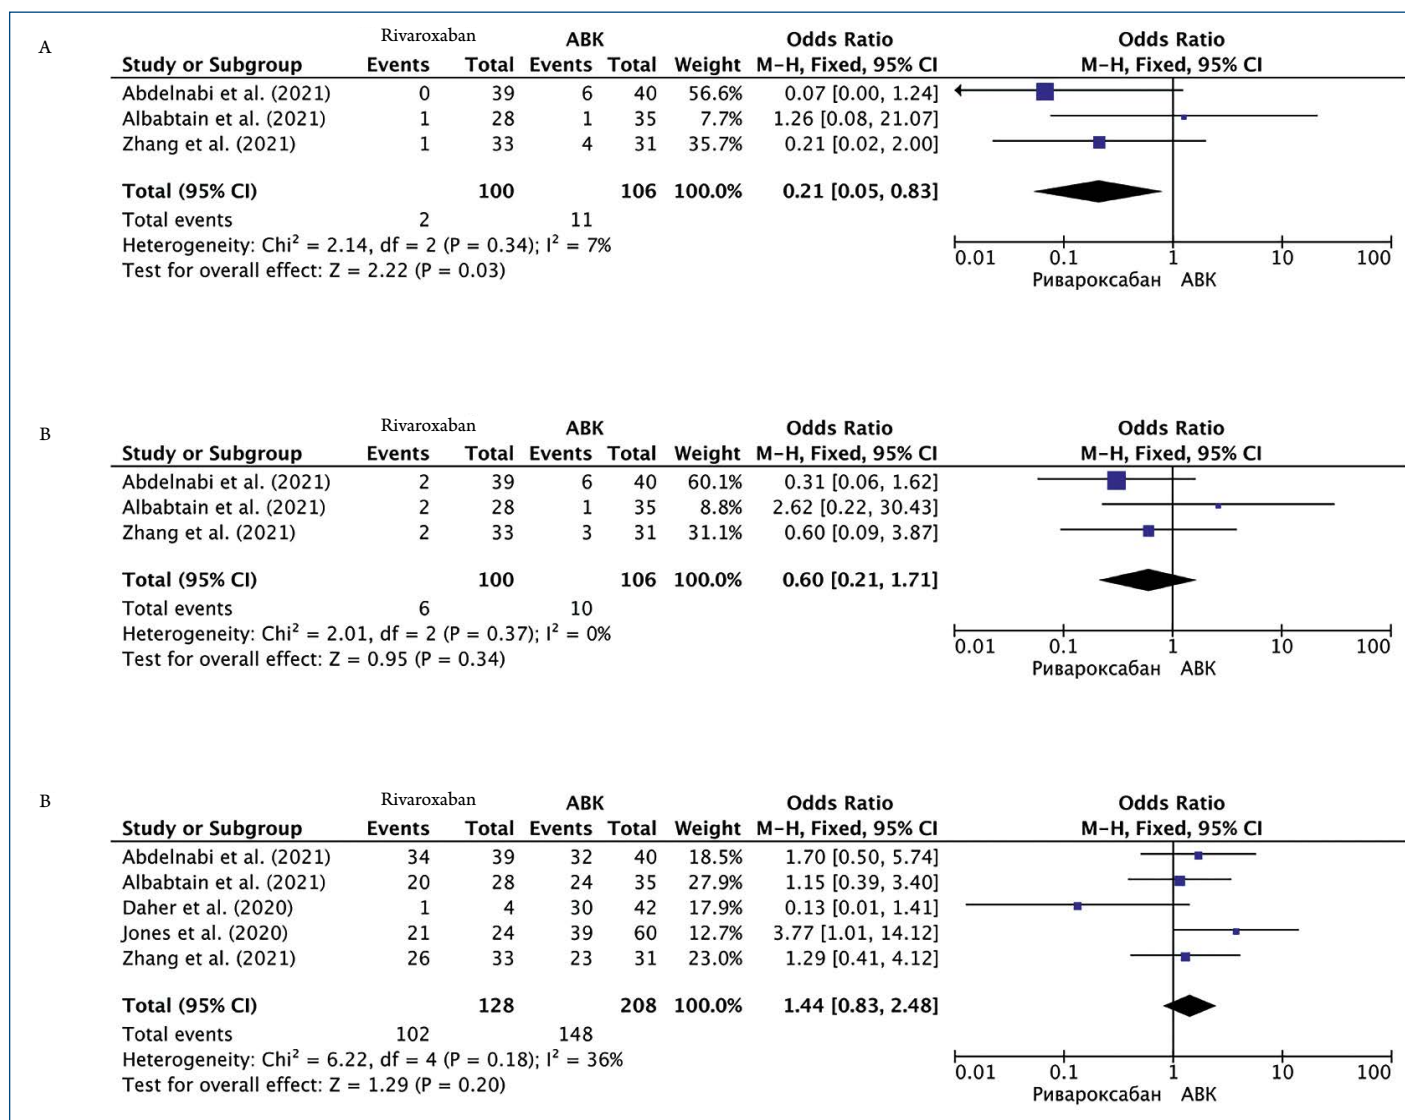 A
Rivaroxaban АВК Odds Ratio Odds Ratio
Study or Subgroup Events Total Events Total Weight M-H, Fixed, 95% CI M-H, Fixed, 95% CI
Abdelnabi et al. (2021) 0 39 6 40 56.6% 0.07 [0.00, 1.24]
Albabtain et al. (2021) 1 28 1 35 7.7% 1.26 [0.08, 21.07]
Zhang et al. (2021) 1 33 4 31 35.7% 0.21 [0.02, 2.00]
Total (95% CI) 100 106 100.0% 0.21 [0.05, 0.83]
Total events 2 11
Heterogeneity: Chi² = 2.14, df = 2 (P = 0.34); I² = 7%
Test for overall effect: Z = 2.22 (P = 0.03)
0.01 0.1 1 10 100
Ривароксабан АВК
B
Rivaroxaban АВК Odds Ratio Odds Ratio
Study or Subgroup Events Total Events Total Weight M-H, Fixed, 95% CI M-H, Fixed, 95% CI
Abdelnabi et al. (2021) 2 39 6 40 60.1% 0.31 [0.06, 1.62]
Albabtain et al. (2021) 2 28 1 35 8.8% 2.62 [0.22, 30.43]
Zhang et al. (2021) 2 33 3 31 31.1% 0.60 [0.09, 3.87]
Total (95% CI) 100 106 100.0% 0.60 [0.21, 1.71]
Total events 6 10
Heterogeneity: Chi² = 2.01, df = 2 (P = 0.37); I² = 0%
Test for overall effect: Z = 0.95 (P = 0.34)
0.01 0.1 1 10 100
Ривароксабан АВК
B
Rivaroxaban АВК Odds Ratio Odds Ratio
Study or Subgroup Events Total Events Total Weight M-H, Fixed, 95% CI M-H, Fixed, 95% CI
Abdelnabi et al. (2021) 34 39 32 40 18.5% 1.70 [0.50, 5.74]
Albabtain et al. (2021) 20 28 24 35 27.9% 1.15 [0.39, 3.40]
Daher et al. (2020) 1 4 30 42 17.9% 0.13 [0.01, 1.41]
Jones et al. (2020) 21 24 39 60 12.7% 3.77 [1.01, 14.12]
Zhang et al. (2021) 26 33 23 31 23.0% 1.29 [0.41, 4.12]
Total (95% CI) 128 208 100.0% 1.44 [0.83, 2.48]
Total events 102 148
Heterogeneity: Chi² = 6.22, df = 4 (P = 0.18); I² = 36%
Test for overall effect: Z = 1.29 (P = 0.20)
0.01 0.1 1 10 100
Ривароксабан АВК